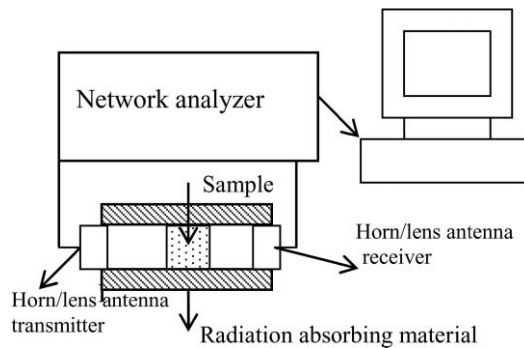 Network analyzer
Sample
Horn/lens antenna
receiver
Horn/lens antenna
transmitter
Radiation absorbing material